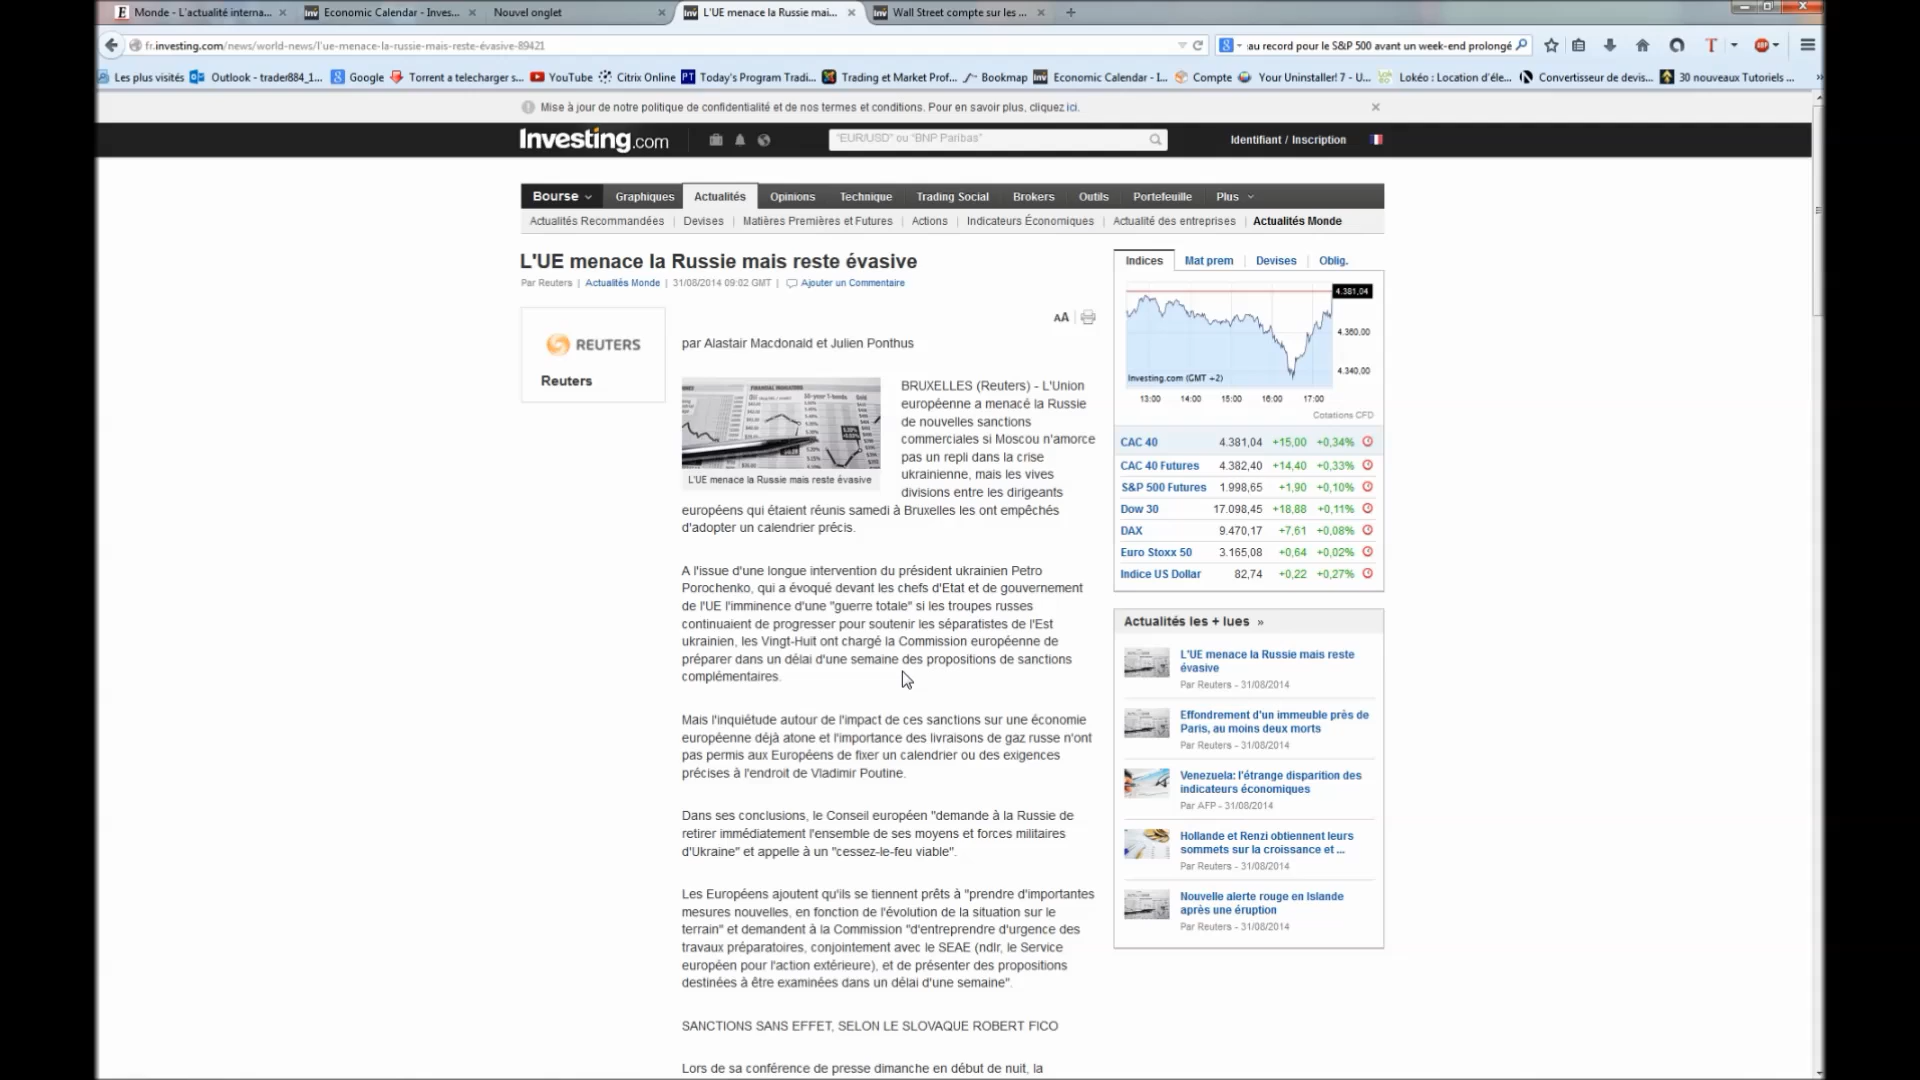 Monde - L'actualité interna...
Economic Calendar - Inves...
Nouvel onglet
L'UE menace la Russie mai...
Wall Street compte sur les ...
fr.investing.com/news/world-news/l'ue-menace-la-russie-mais-reste-évasive-89421
au record pour le S&P 500 avant un week-end prolongé
Les plus visités
Outlook - trader884_1...
Google
Torrent a telecharger s...
YouTube
Citrix Online
Today's Program Tradi...
Trading et Market Prof...
Bookmap
Economic Calendar - I...
Compte
Your Uninstaller! 7 - U...
Lokéo : Location d'éle...
Convertisseur de devis...
30 nouveaux Tutoriels ...
Mise à jour de notre politique de confidentialité et de nos termes et conditions. Pour en savoir plus, cliquez ici.
Investing.com
"EUR/USD" ou "BNP Paribas"
Identifiant / Inscription
Bourse
Graphiques
Actualités
Opinions
Technique
Trading Social
Brokers
Outils
Portefeuille
Plus
Actualités Recommandées
Devises
Matières Premières et Futures
Actions
Indicateurs Économiques
Actualité des entreprises
Actualités Monde
L'UE menace la Russie mais reste évasive
Par Reuters | Actualités Monde | 31/08/2014 09:02 GMT | Ajouter un Commentaire
AA
REUTERS
Reuters
par Alastair Macdonald et Julien Ponthus
L'UE menace la Russie mais reste évasive
BRUXELLES (Reuters) - L'Union
européenne a menacé la Russie
de nouvelles sanctions
commerciales si Moscou n'amorce
pas un repli dans la crise
ukrainienne, mais les vives
divisions entre les dirigeants
européens qui étaient réunis samedi à Bruxelles les ont empêchés
d'adopter un calendrier précis.
A l'issue d'une longue intervention du président ukrainien Petro
Porochenko, qui a évoqué devant les chefs d'Etat et de gouvernement
de l'UE l'imminence d'une "guerre totale" si les troupes russes
continuaient de progresser pour soutenir les séparatistes de l'Est
ukrainien, les Vingt-Huit ont chargé la Commission européenne de
préparer dans un délai d'une semaine des propositions de sanctions
complémentaires.
Mais l'inquiétude autour de l'impact de ces sanctions sur une économie
européenne déjà atone et l'importance des livraisons de gaz russe n'ont
pas permis aux Européens de fixer un calendrier ou des exigences
précises à l'endroit de Vladimir Poutine.
Dans ses conclusions, le Conseil européen "demande à la Russie de
retirer immédiatement l'ensemble de ses moyens et forces militaires
d'Ukraine" et appelle à un "cessez-le-feu viable".
Les Européens ajoutent qu'ils se tiennent prêts à "prendre d'importantes
mesures nouvelles, en fonction de l'évolution de la situation sur le
terrain" et demandent à la Commission "d'entreprendre d'urgence des
travaux préparatoires, conjointement avec le SEAE (ndlr, le Service
européen pour l'action extérieure), et de présenter des propositions
destinées à être examinées dans un délai d'une semaine".
SANCTIONS SANS EFFET, SELON LE SLOVAQUE ROBERT FICO
Lors de sa conférence de presse dimanche en début de nuit, la
Indices
Mat prem
Devises
Oblig.
4.381,04
4.360,00
4.340,00
Investing.com (GMT +2)
13:00 14:00 15:00 16:00 17:00
Cotations CFD
CAC 40 4.381,04 +15,00 +0,34%
CAC 40 Futures 4.382,40 +14,40 +0,33%
S&P 500 Futures 1.998,65 +1,90 +0,10%
Dow 30 17.098,45 +18,88 +0,11%
DAX 9.470,17 +7,61 +0,08%
Euro Stoxx 50 3.165,08 +0,64 +0,02%
Indice US Dollar 82,74 +0,22 +0,27%
Actualités les + lues »
L'UE menace la Russie mais reste
évasive
Par Reuters - 31/08/2014
Effondrement d'un immeuble près de
Paris, au moins deux morts
Par Reuters - 31/08/2014
Venezuela: l'étrange disparition des
indicateurs économiques
Par AFP - 31/08/2014
Hollande et Renzi obtiennent leurs
sommets sur la croissance et ...
Par Reuters - 31/08/2014
Nouvelle alerte rouge en Islande
après une éruption
Par Reuters - 31/08/2014